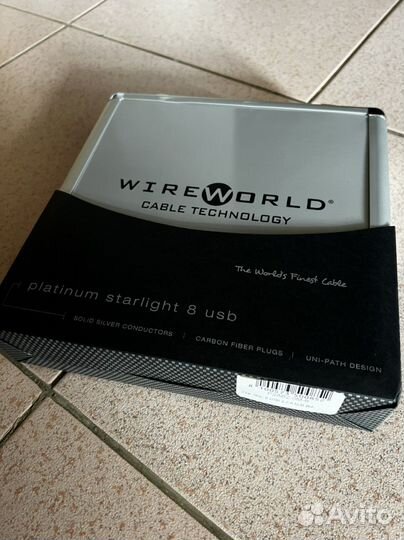 WIREWORLD®
CABLE TECHNOLOGY
The World's Finest Cable
platinum starlight 8 usb
SOLID SILVER CONDUCTORS / CARBON FIBER PLUGS / UNI-PATH DESIGN
Avito